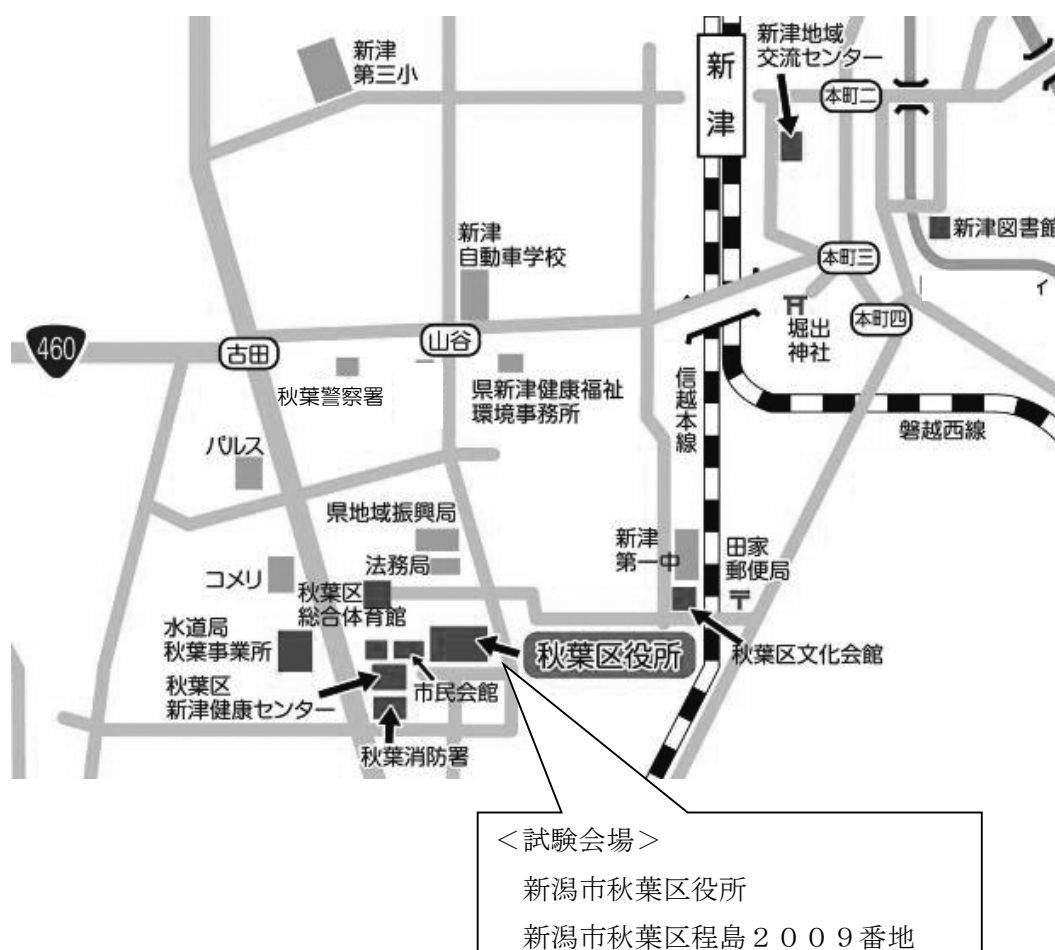 新津
第三小
新津
新津地域
交流センター
本町二
新津図書館
新津
自動車学校
本町三
イ
460
古田
山谷
堀出
神社
本町四
秋葉警察署
県新津健康福祉
環境事務所
信越本線
磐越西線
パルス
県地域振興局
新津
第一中
田家
郵便局
コメリ
法務局
秋葉区
総合体育館
水道局
秋葉事業所
秋葉区役所
秋葉区文化会館
秋葉区
新津健康センター
市民会館
秋葉消防署
＜試験会場＞
新潟市秋葉区役所
新潟市秋葉区程島２００９番地